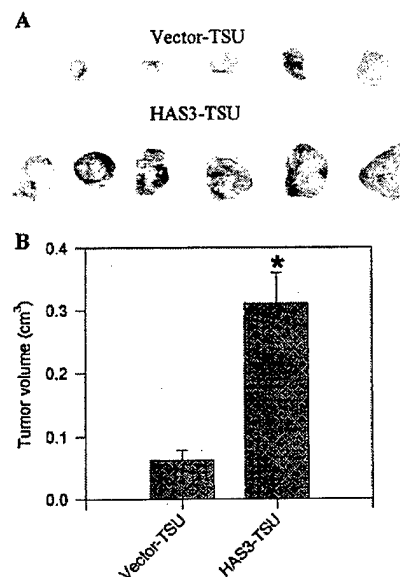 A
Vector-TSU
HAS3-TSU
B
Tumor volume (cm³)
0.4
0.3
0.2
0.1
0.0
*
Vector-TSU
HAS3-TSU